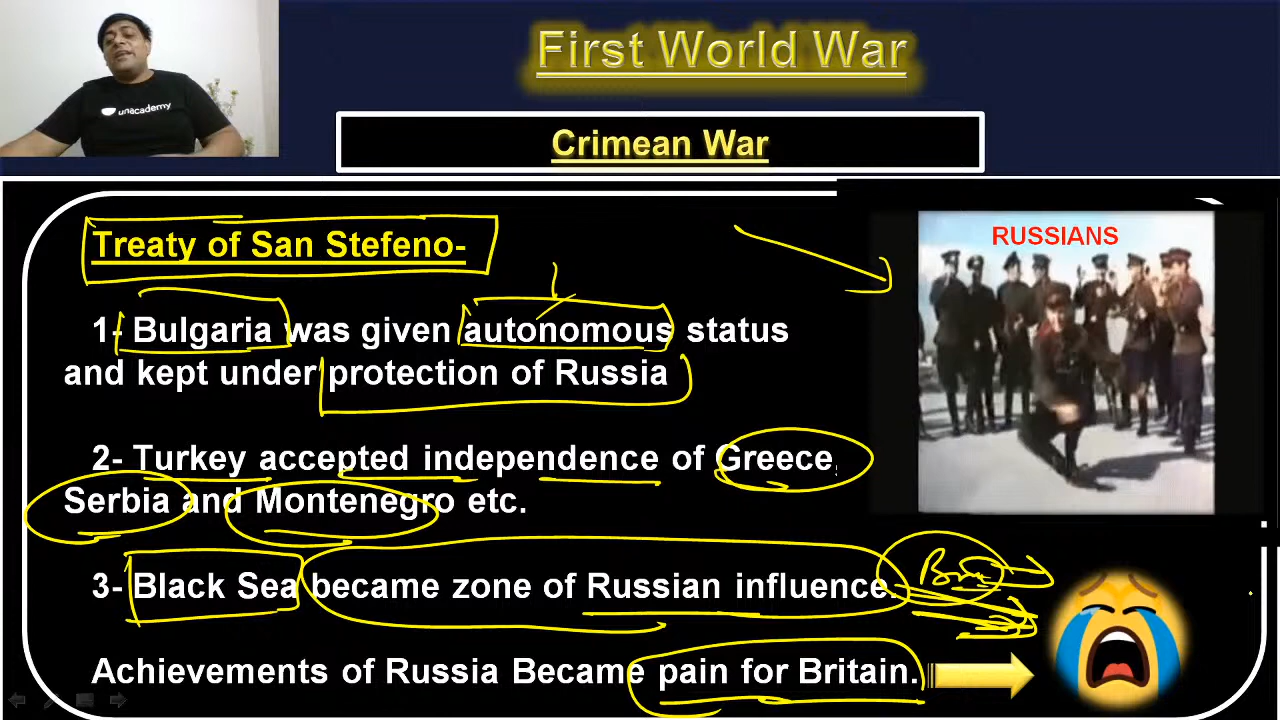 First World War
unacademy
Crimean War
Treaty of San Stefeno-
RUSSIANS
1- Bulgaria was given autonomous status
and kept under protection of Russia
2- Turkey accepted independence of Greece,
Serbia and Montenegro etc.
3- Black Sea became zone of Russian influence.
Achievements of Russia Became pain for Britain.